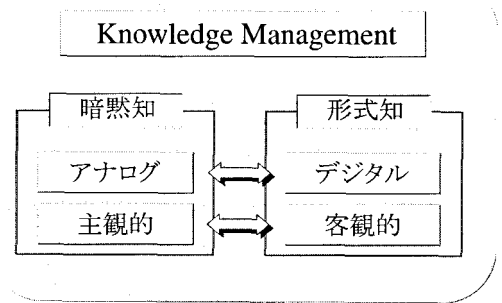 Knowledge Management
暗黙知
形式知
アナログ
デジタル
主観的
客観的